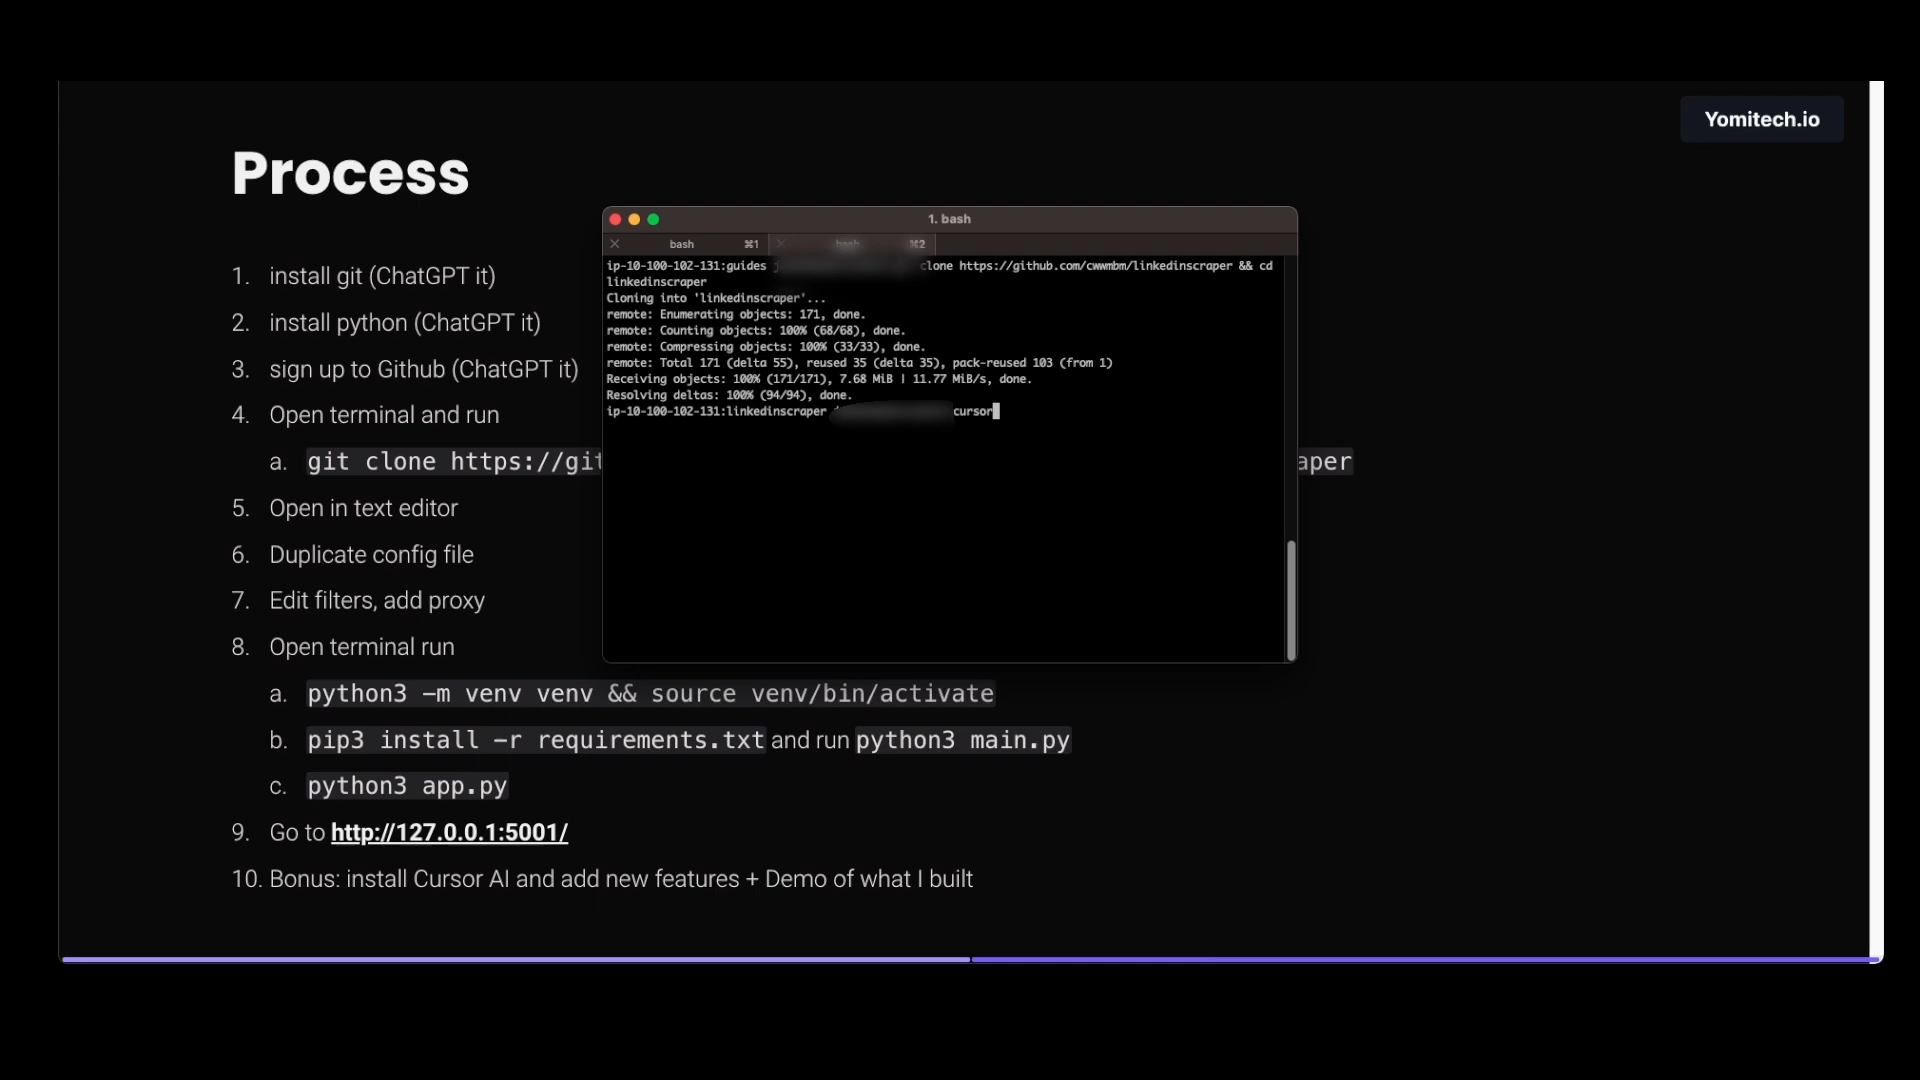 Yomitech.io
Process
1. install git (ChatGPT it)
2. install python (ChatGPT it)
3. sign up to Github (ChatGPT it)
4. Open terminal and run
a. git clone https://git
aper
5. Open in text editor
6. Duplicate config file
7. Edit filters, add proxy
8. Open terminal run
a. python3 -m venv venv && source venv/bin/activate
b. pip3 install -r requirements.txt and run python3 main.py
c. python3 app.py
9. Go to http://127.0.0.1:5001/
10. Bonus: install Cursor AI and add new features + Demo of what I built
1. bash
bash ⌘1 bash ⌘2
ip-10-100-102-131:guides clone https://github.com/cwwmbm/linkedinscraper && cd
linkedinscraper
Cloning into 'linkedinscraper'...
remote: Enumerating objects: 171, done.
remote: Counting objects: 100% (68/68), done.
remote: Compressing objects: 100% (33/33), done.
remote: Total 171 (delta 55), reused 35 (delta 35), pack-reused 103 (from 1)
Receiving objects: 100% (171/171), 7.68 MiB | 11.77 MiB/s, done.
Resolving deltas: 100% (94/94), done.
ip-10-100-102-131:linkedinscraper cursor